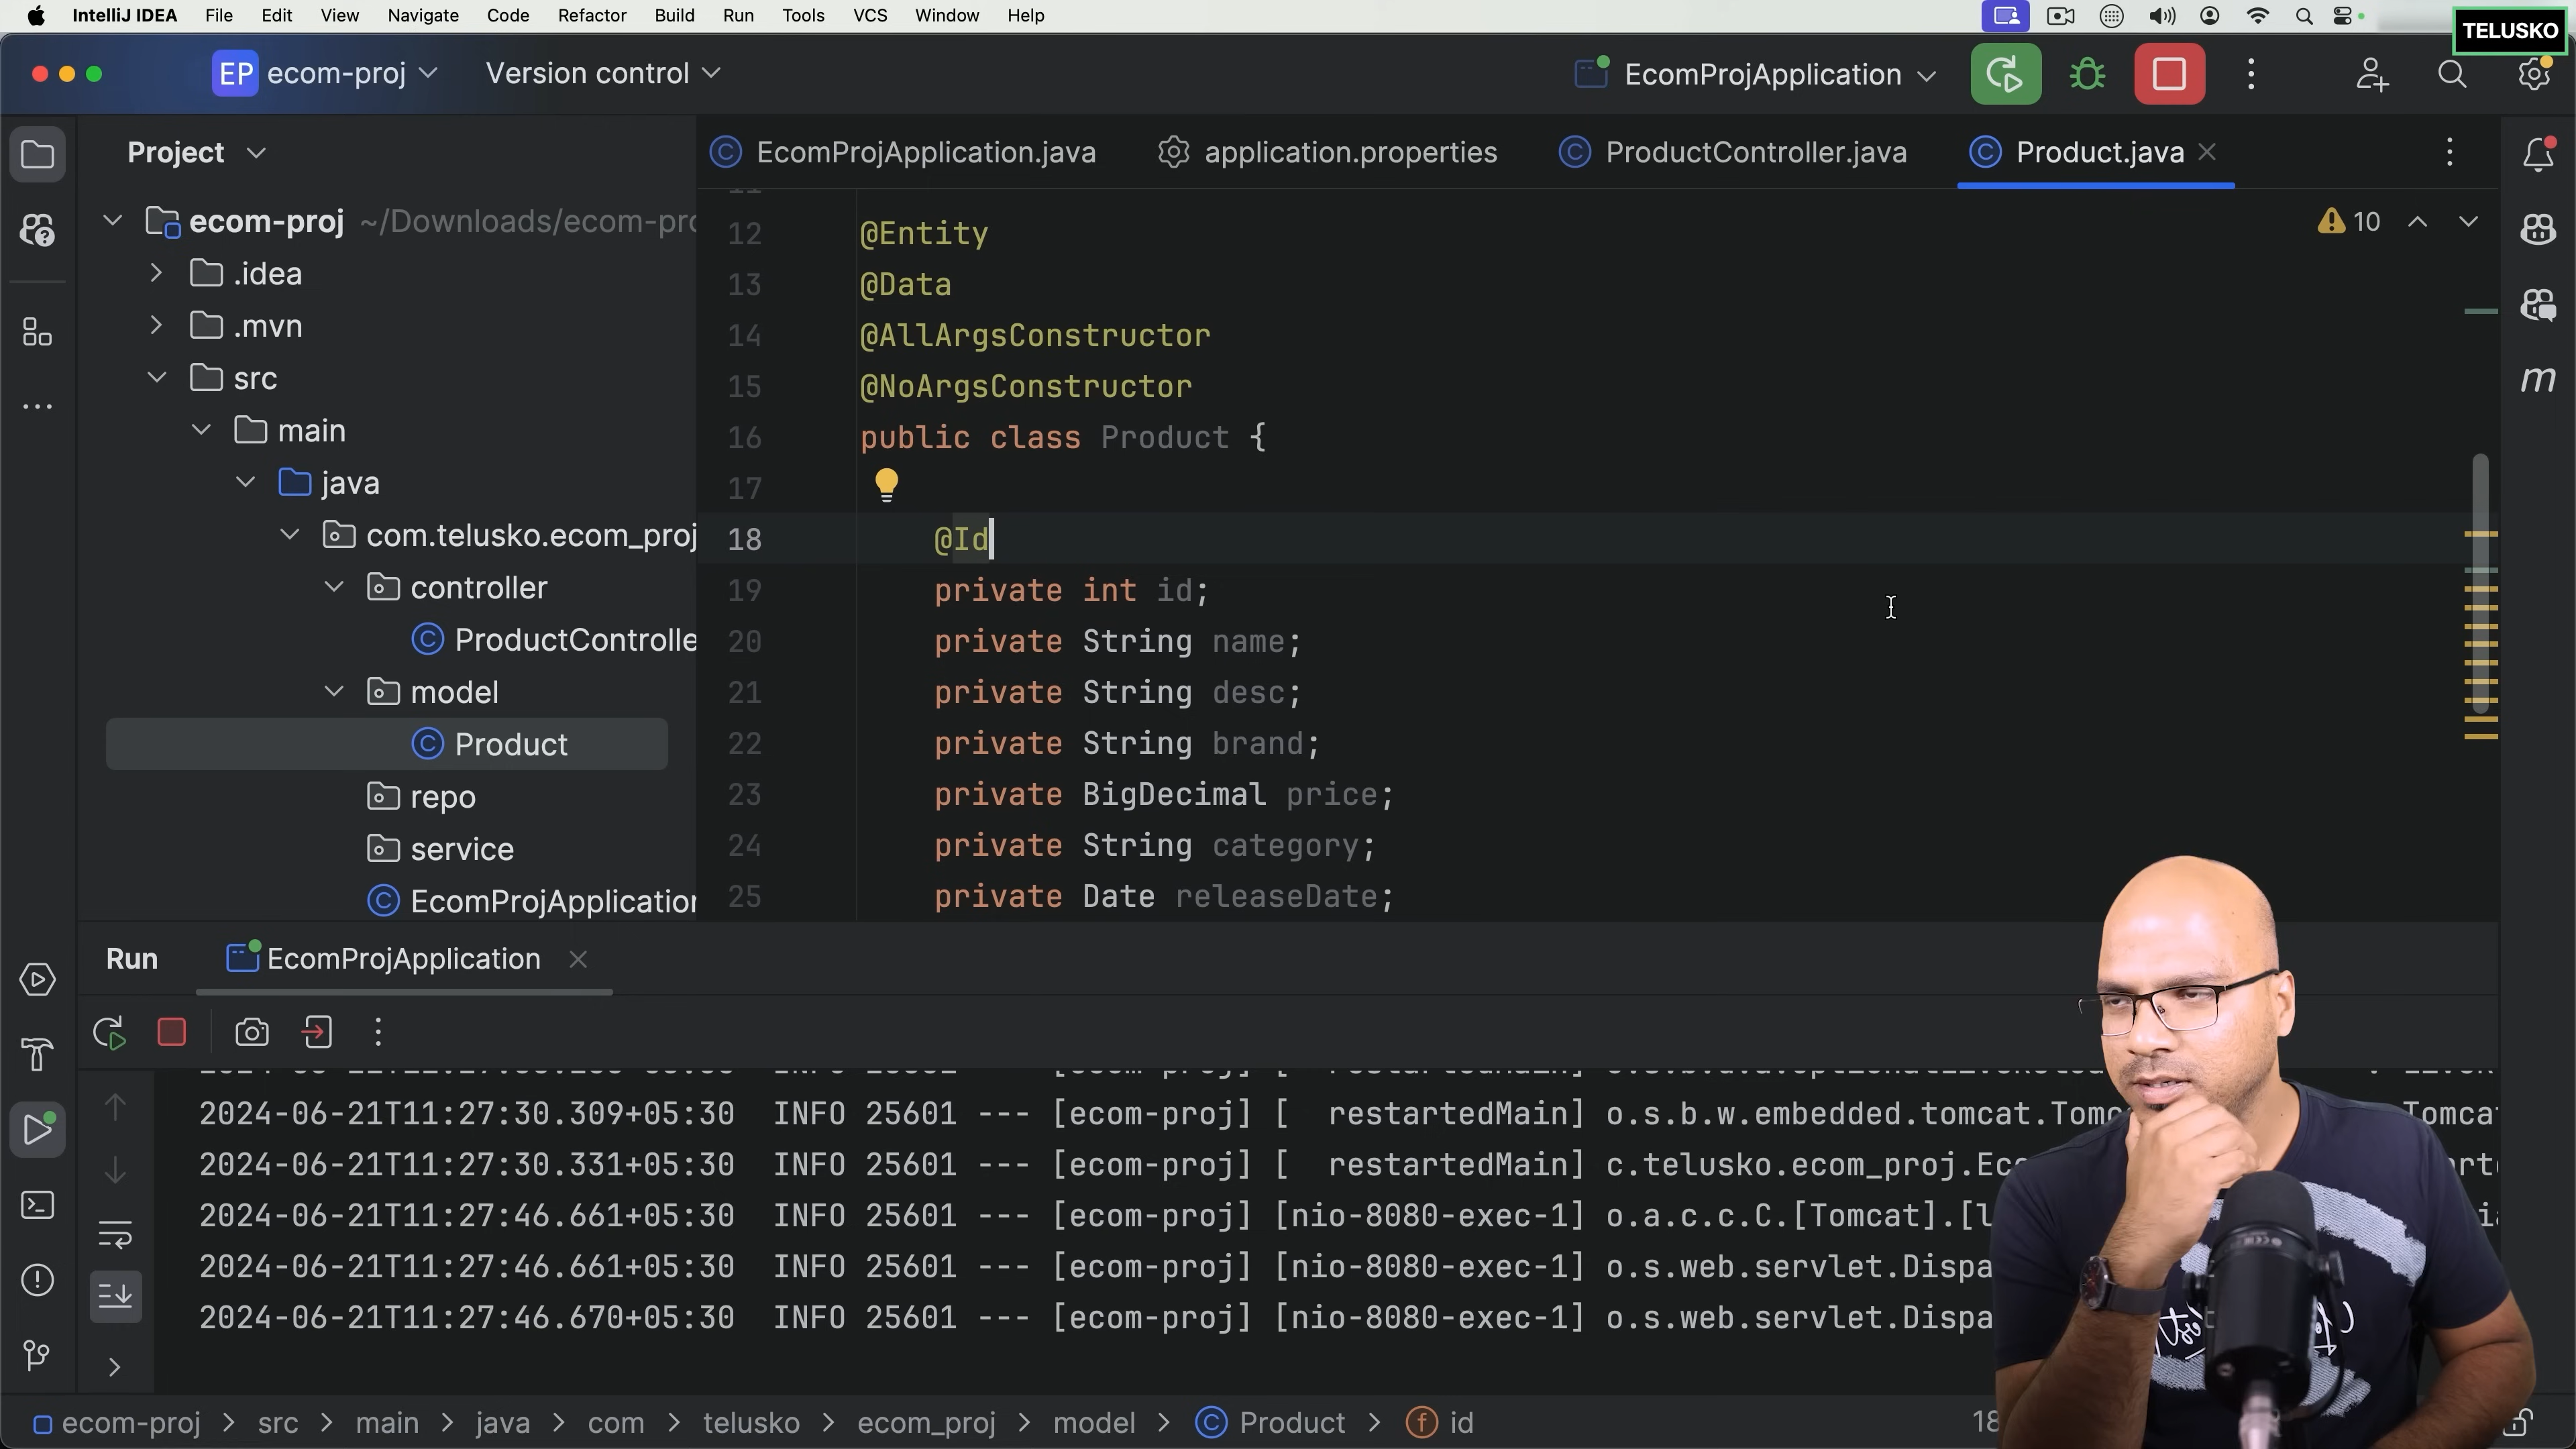 IntelliJ IDEA File Edit View Navigate Code Refactor Build Run Tools VCS Window Help
TELUSKO
EP ecom-proj Version control EcomProjApplication
Project
EcomProjApplication.java application.properties ProductController.java Product.java
ecom-proj ~/Downloads/ecom-pro
.idea
.mvn
src
main
java
com.telusko.ecom_proj
controller
ProductControlle
model
Product
repo
service
EcomProjApplication
10
12 @Entity
13 @Data
14 @AllArgsConstructor
15 @NoArgsConstructor
16 public class Product {
17
18 @Id
19 private int id;
20 private String name;
21 private String desc;
22 private String brand;
23 private BigDecimal price;
24 private String category;
25 private Date releaseDate;
m
Run EcomProjApplication
2024-06-21T11:27:30.309+05:30 INFO 25601 --- [ecom-proj] [ restartedMain] o.s.b.w.embedded.tomcat.Tomc Tomca
2024-06-21T11:27:30.331+05:30 INFO 25601 --- [ecom-proj] [ restartedMain] c.telusko.ecom_proj.Eco
2024-06-21T11:27:46.661+05:30 INFO 25601 --- [ecom-proj] [nio-8080-exec-1] o.a.c.c.C.[Tomcat].[l
2024-06-21T11:27:46.661+05:30 INFO 25601 --- [ecom-proj] [nio-8080-exec-1] o.s.web.servlet.Dispa
2024-06-21T11:27:46.670+05:30 INFO 25601 --- [ecom-proj] [nio-8080-exec-1] o.s.web.servlet.Dispa
ecom-proj > src > main > java > com > telusko > ecom_proj > model > Product > id 18